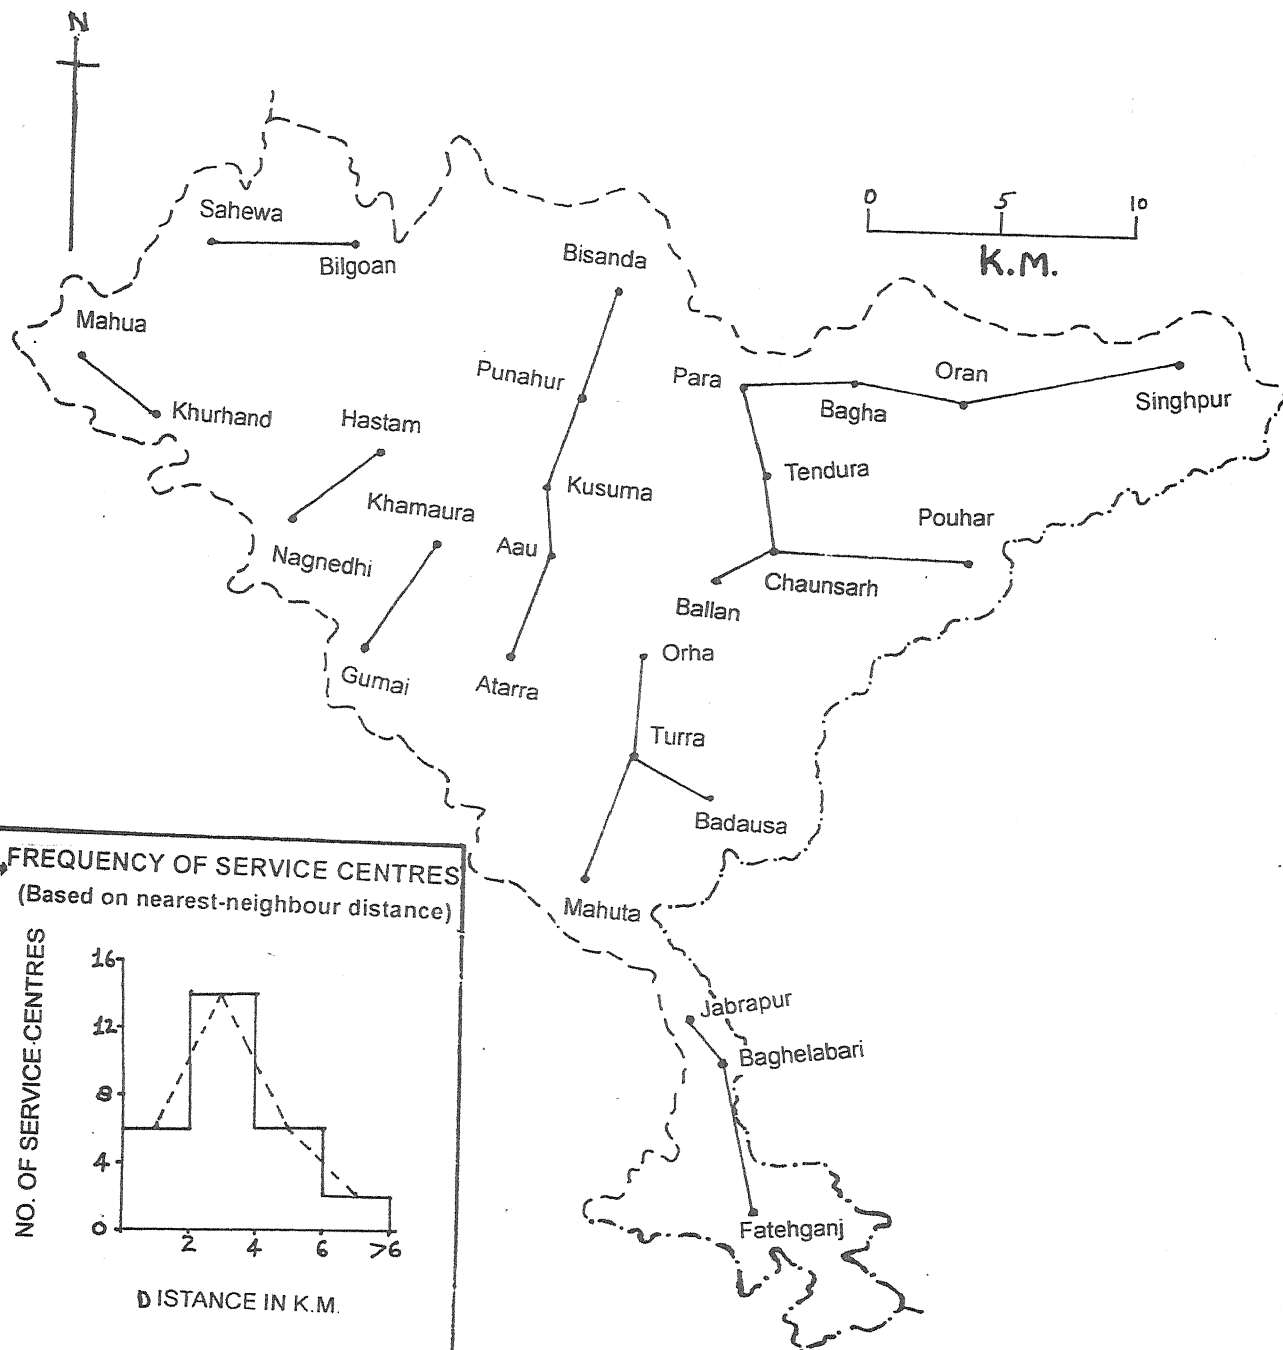 N
Sahewa
Bilgoan
0 5 10
K.M.
Bisanda
Mahua
Khurhand
Punahur
Para
Oran
Bagha
Singhpur
Hastam
Tendura
Kusuma
Khamaura
Pouhar
Aau
Nagnedhi
Chaunsarh
Ballan
Orha
Gumai
Atarra
Turra
Badausa
Mahuta
Jabrapur
Baghelabari
Fatehganj
FREQUENCY OF SERVICE CENTRES
(Based on nearest-neighbour distance)
NO. OF SERVICE CENTRES
16
12
8
4
0
2 4 6 >6
DISTANCE IN K.M.